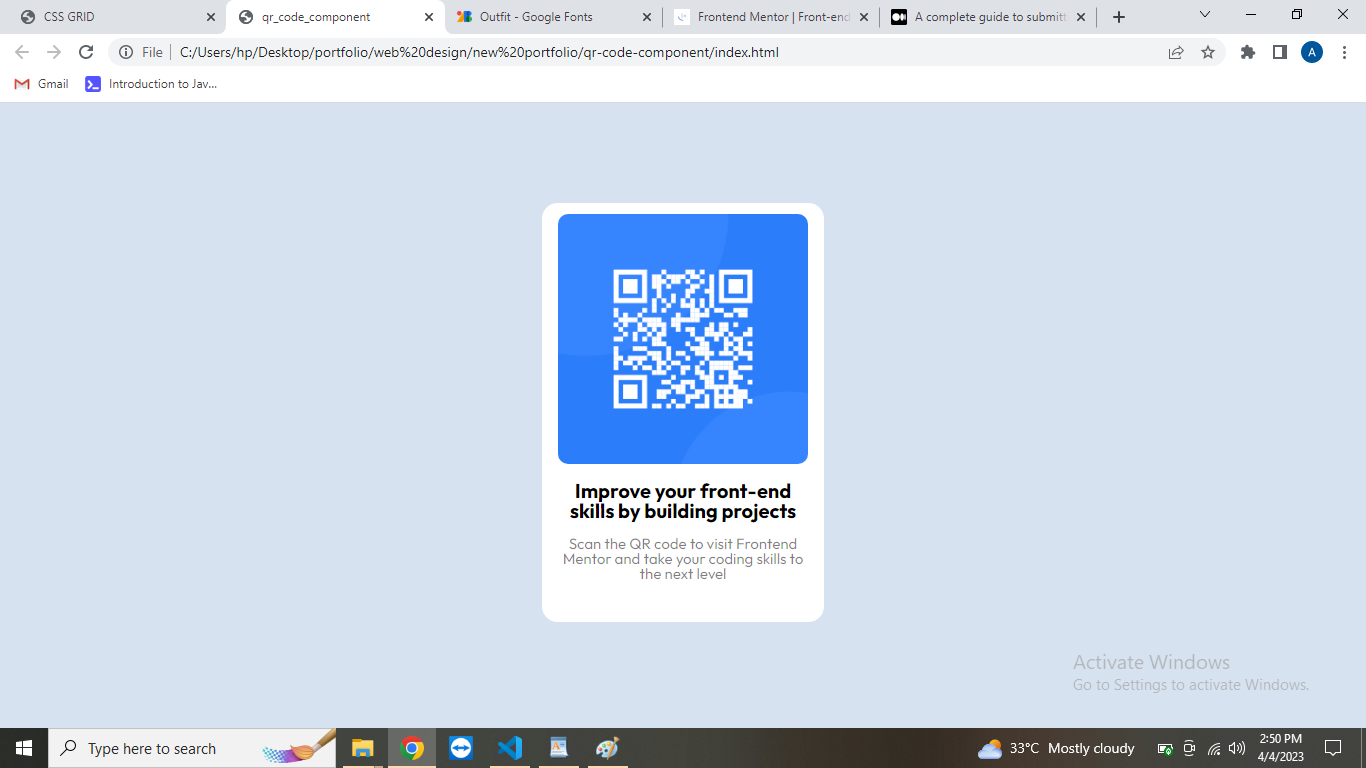 CSS GRID
qr_code_component
Outfit - Google Fonts
Frontend Mentor | Front-end
A complete guide to submitt
File
C:/Users/hp/Desktop/portfolio/web%20design/new%20portfolio/qr-code-component/index.html
A
Gmail
Introduction to Jav...
Improve your front-end
skills by building projects
Scan the QR code to visit Frontend
Mentor and take your coding skills to
the next level
Activate Windows
Go to Settings to activate Windows.
Type here to search
33°C Mostly cloudy
2:50 PM
4/4/2023